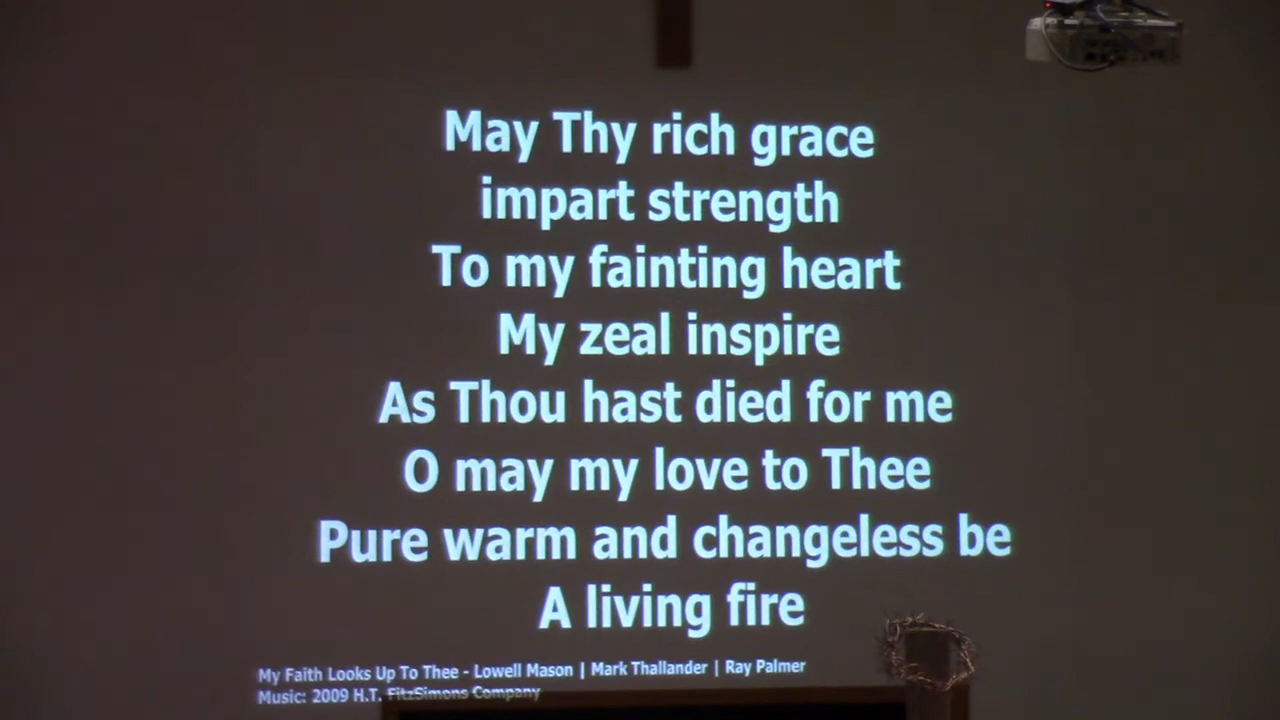 May Thy rich grace
impart strength
To my fainting heart
My zeal inspire
As Thou hast died for me
O may my love to Thee
Pure warm and changeless be
A living fire
My Faith Looks Up To Thee - Lowell Mason | Mark Thallander | Ray Palmer
Music: 2009 H.T. FitzSimons Company